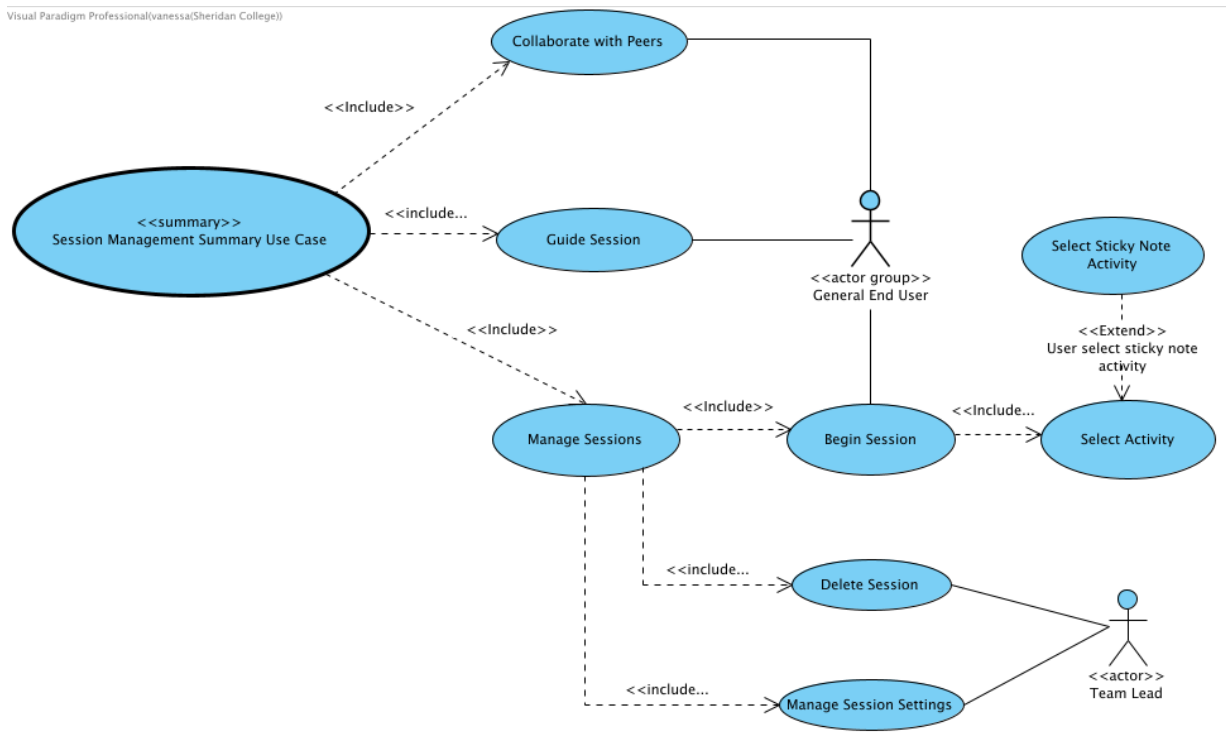 Visual Paradigm Professional(vanessa(Sheridan College))
Collaborate with Peers
<<Include>>
<<summary>>
Session Management Summary Use Case
<<include...
Guide Session
<<actor group>>
General End User
Select Sticky Note
Activity
<<Include>>
<<Extend>>
User select sticky note
activity
Manage Sessions
<<Include>>
Begin Session
<<Include...
Select Activity
<<include...
Delete Session
<<actor>>
Team Lead
<<include...
Manage Session Settings